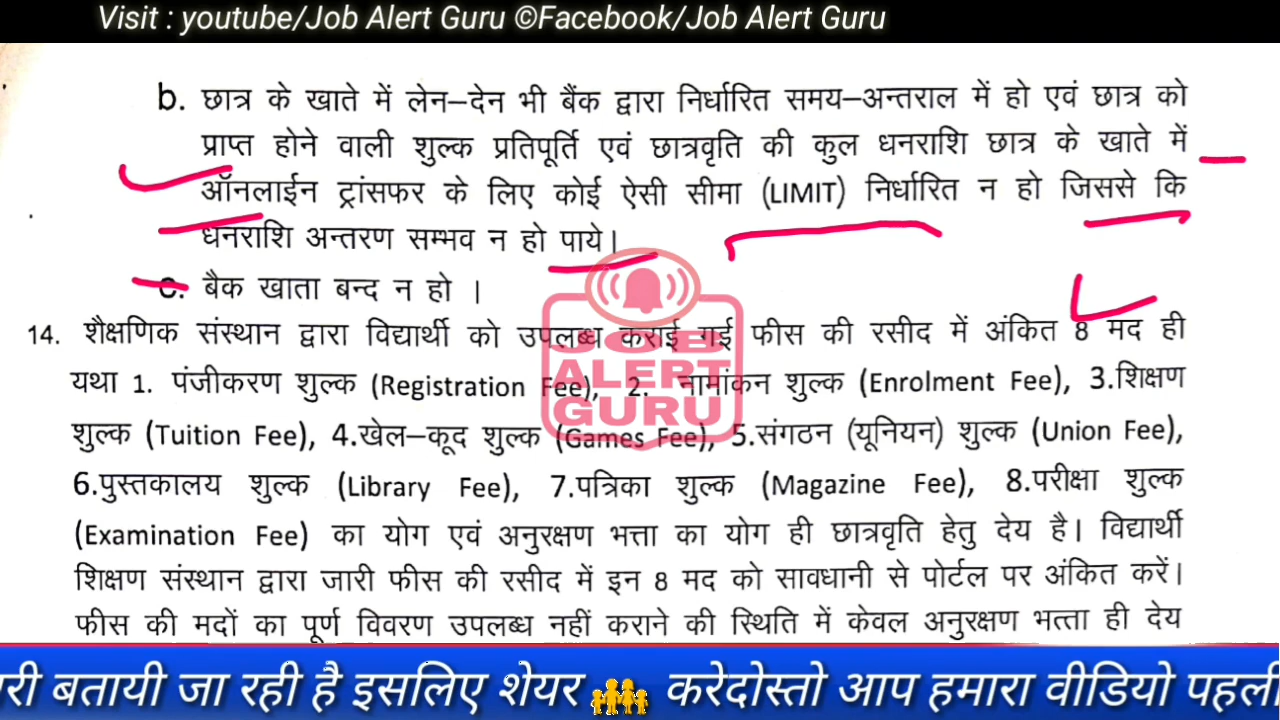 Visit : youtube/Job Alert Guru ©Facebook/Job Alert Guru
b. छात्र के खाते में लेन–देन भी बैंक द्वारा निर्धारित समय–अन्तराल में हो एवं छात्र को
प्राप्त होने वाली शुल्क प्रतिपूर्ति एवं छात्रवृति की कुल धनराशि छात्र के खाते में
ऑनलाईन ट्रांसफर के लिए कोई ऐसी सीमा (LIMIT) निर्धारित न हो जिससे कि
धनराशि अन्तरण सम्भव न हो पाये।
c. बैक खाता बन्द न हो ।
14. शैक्षणिक संस्थान द्वारा विद्यार्थी को उपलब्ध कराई गई फीस की रसीद में अंकित 8 मद ही
यथा 1. पंजीकरण शुल्क (Registration Fee), 2. नामांकन शुल्क (Enrolment Fee), 3.शिक्षण
शुल्क (Tuition Fee), 4.खेल–कूद शुल्क (Games Fee), 5.संगठन (यूनियन) शुल्क (Union Fee),
6.पुस्तकालय शुल्क (Library Fee), 7.पत्रिका शुल्क (Magazine Fee), 8.परीक्षा शुल्क
(Examination Fee) का योग एवं अनुरक्षण भत्ता का योग ही छात्रवृति हेतु देय है। विद्यार्थी
शिक्षण संस्थान द्वारा जारी फीस की रसीद में इन 8 मद को सावधानी से पोर्टल पर अंकित करें।
फीस की मदों का पूर्ण विवरण उपलब्ध नहीं कराने की स्थिति में केवल अनुरक्षण भत्ता ही देय
JOB
ALERT
GURU
री बतायी जा रही है इसलिए शेयर करेदोस्तो आप हमारा वीडियो पहली